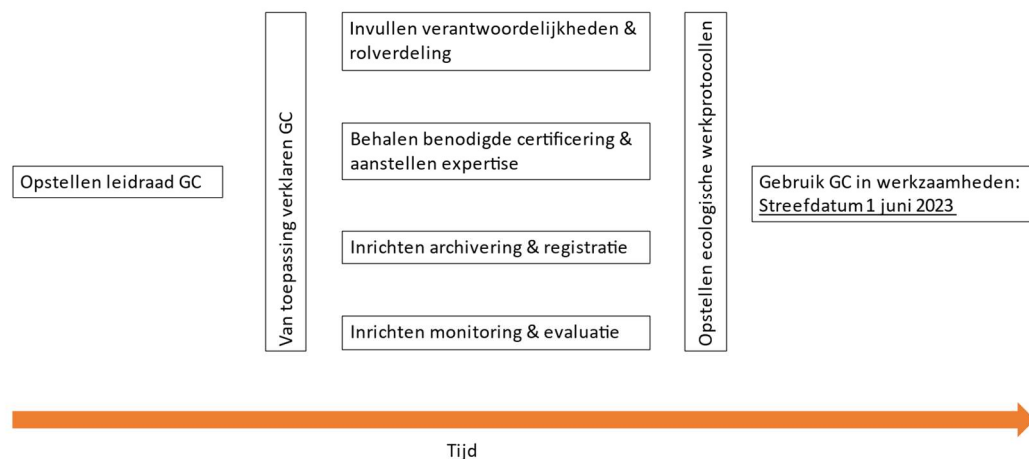 Opstellen leidraad GC
Van toepassing verklaren GC
Invullen verantwoordelijkheden &
rolverdeling
Behalen benodigde certificering &
aanstellen expertise
Inrichten archivering & registratie
Inrichten monitoring & evaluatie
Opstellen ecologische werkprotocollen
Gebruik GC in werkzaamheden:
Streefdatum 1 juni 2023
Tijd